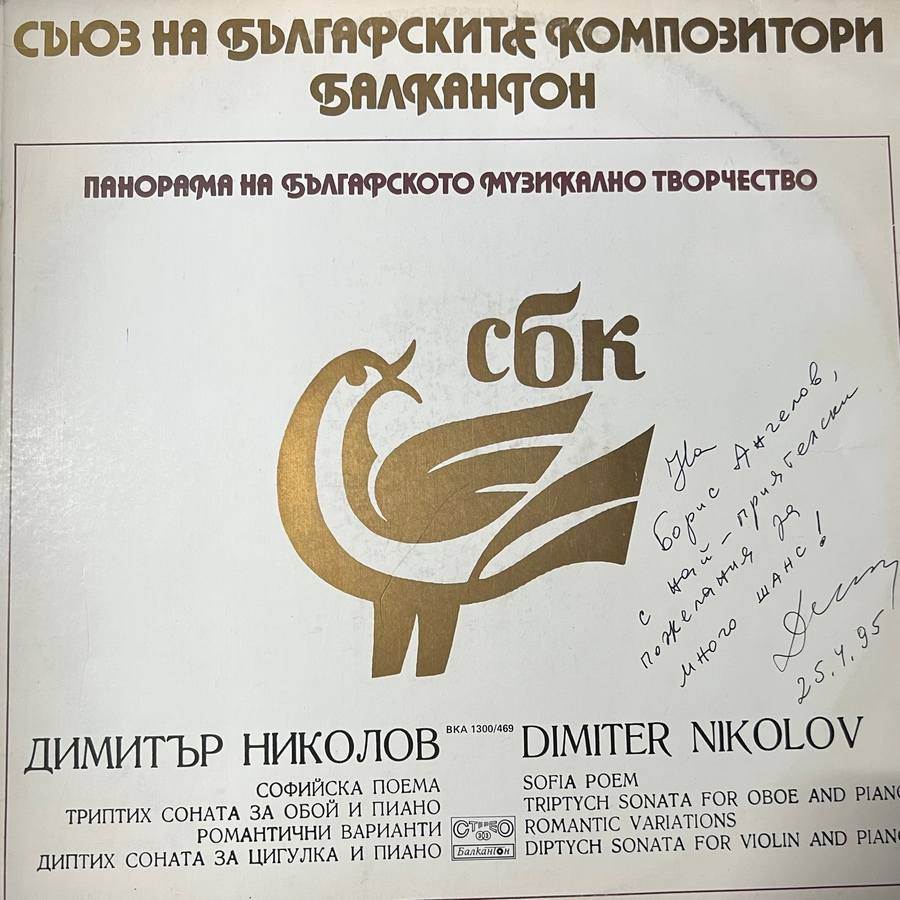 СЪЮЗ НА БЪЛГАРСКИТЕ КОМПОЗИТОРИ
БАЛКАНТОН
ПАНОРАМА НА БЪЛГАРСКОТО МУЗИКАЛНО ТВОРЧЕСТВО
сбк
На
Борис Ангелов,
с най-приятелски
пожелания за
много шанс!
25.4.95
ДИМИТЪР НИКОЛОВ
СОФИЙСКА ПОЕМА
ТРИПТИХ СОНАТА ЗА ОБОЙ И ПИАНО
РОМАНТИЧНИ ВАРИАНТИ
ДИПТИХ СОНАТА ЗА ЦИГУЛКА И ПИАНО
ВКА 1300/469
СТЕРЕО
33
Балкантон
DIMITER NIKOLOV
SOFIA POEM
TRIPTYCH SONATA FOR OBOE AND PIANO
ROMANTIC VARIATIONS
DIPTYCH SONATA FOR VIOLIN AND PIANO